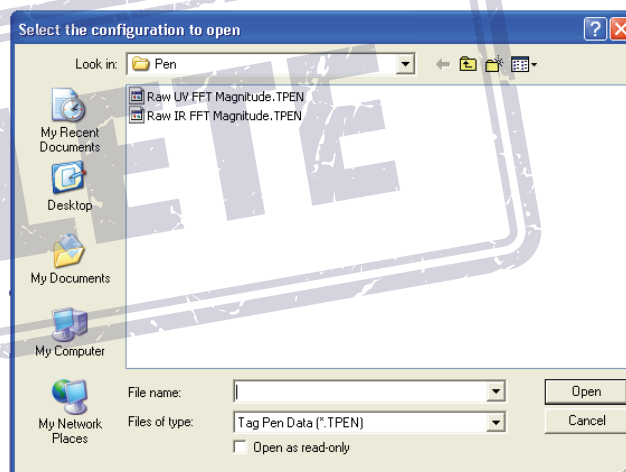 Select the configuration to open
Look in: Pen
Raw UV FFT Magnitude.TPEN
Raw IR FFT Magnitude.TPEN
My Recent
Documents
Desktop
My Documents
My Computer
My Network
Places
File name: Open
Files of type: Tag Pen Data (*.TPEN) Cancel
Open as read-only
LETE